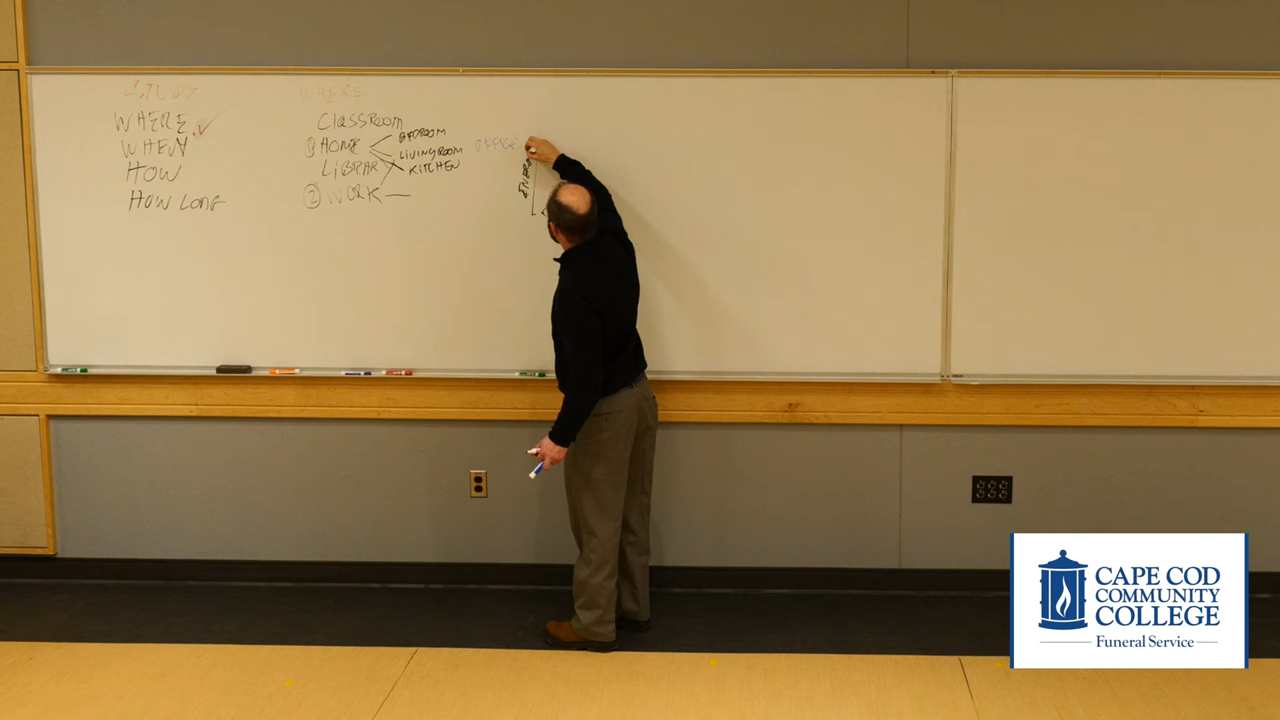 STUDY
WHERE
WHEN
HOW
HOW LONG
WHERE
CLASSROOM
① HOME
BEDROOM
LIVINGROOM
KITCHEN
LIBRARY
② WORK
OFFICE
CAPE COD
COMMUNITY
COLLEGE
Funeral Service